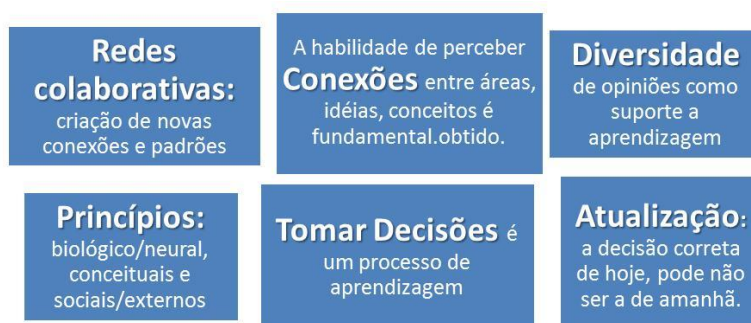 Redes
colaborativas:
criação de novas
conexões e padrões
A habilidade de perceber
Conexões entre áreas,
idéias, conceitos é
fundamental.obtido.
Diversidade
de opiniões como
suporte a
aprendizagem
Princípios:
biológico/neural,
conceituais e
sociais/externos
Tomar Decisões é
um processo de
aprendizagem
Atualização:
a decisão correta
de hoje, pode não
ser a de amanhã.